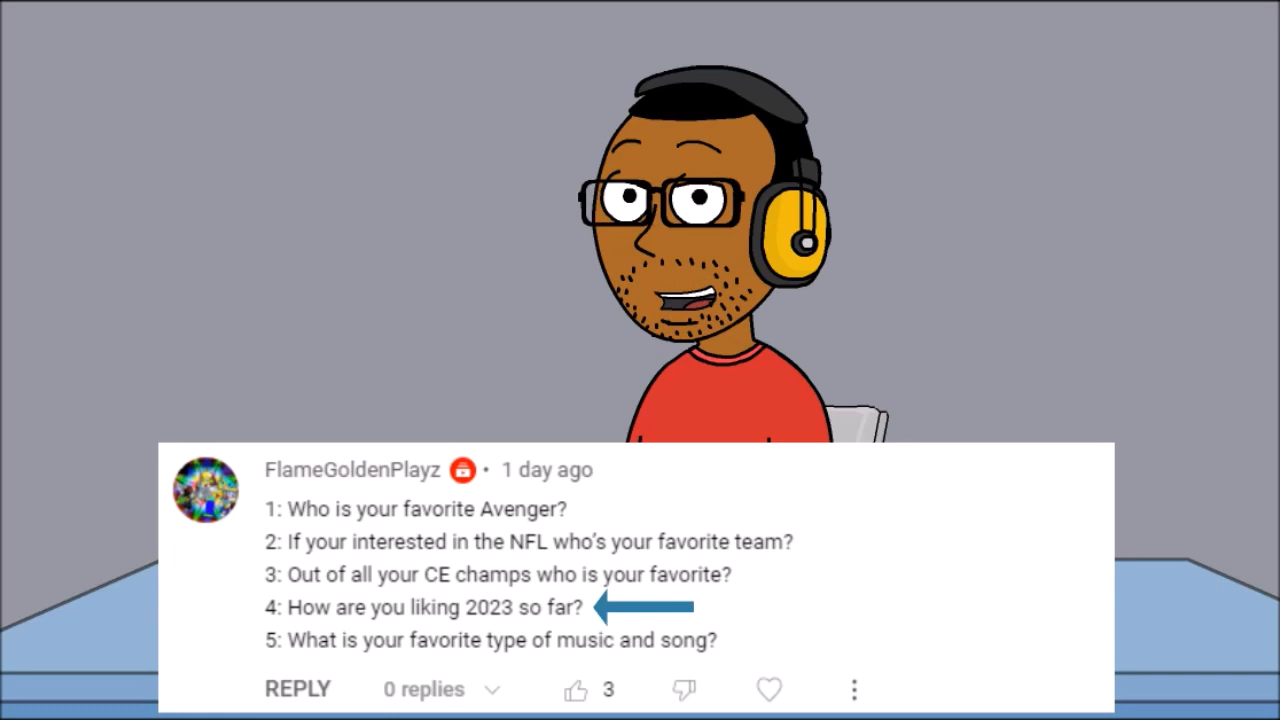 FlameGoldenPlayz • 1 day ago
1: Who is your favorite Avenger?
2: If your interested in the NFL who's your favorite team?
3: Out of all your CE champs who is your favorite?
4: How are you liking 2023 so far?
5: What is your favorite type of music and song?
REPLY 0 replies 3